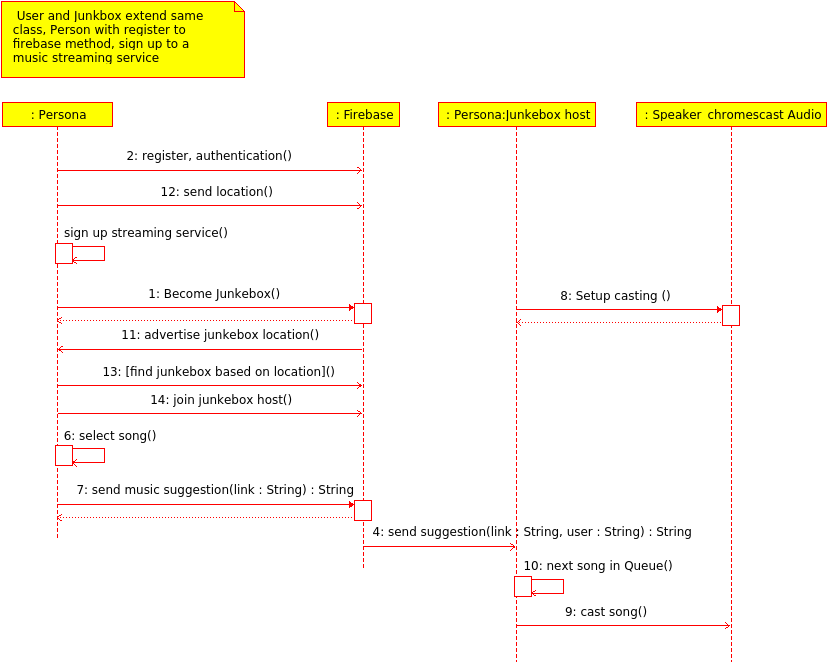 User and Junkbox extend same
class, Person with register to
firebase method, sign up to a
music streaming service
: Persona
: Firebase
: Persona:Junkebox host
: Speaker chromescast Audio
2: register, authentication()
12: send location()
sign up streaming service()
1: Become Junkebox()
8: Setup casting ()
11: advertise junkebox location()
13: [find junkebox based on location]()
14: join junkebox host()
6: select song()
7: send music suggestion(link : String) : String
4: send suggestion(link : String, user : String) : String
10: next song in Queue()
9: cast song()